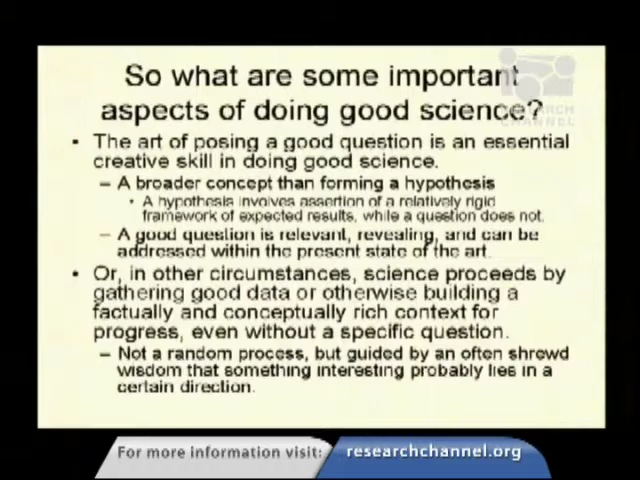 So what are some important
aspects of doing good science?
RESEARCH
CHANNEL
• The art of posing a good question is an essential
creative skill in doing good science.
– A broader concept than forming a hypothesis
• A hypothesis involves assertion of a relatively rigid
framework of expected results, while a question does not.
– A good question is relevant, revealing, and can be
addressed within the present state of the art.
• Or, in other circumstances, science proceeds by
gathering good data or otherwise building a
factually and conceptually rich context for
progress, even without a specific question.
– Not a random process, but guided by an often shrewd
wisdom that something interesting probably lies in a
certain direction.
For more information visit: researchchannel.org